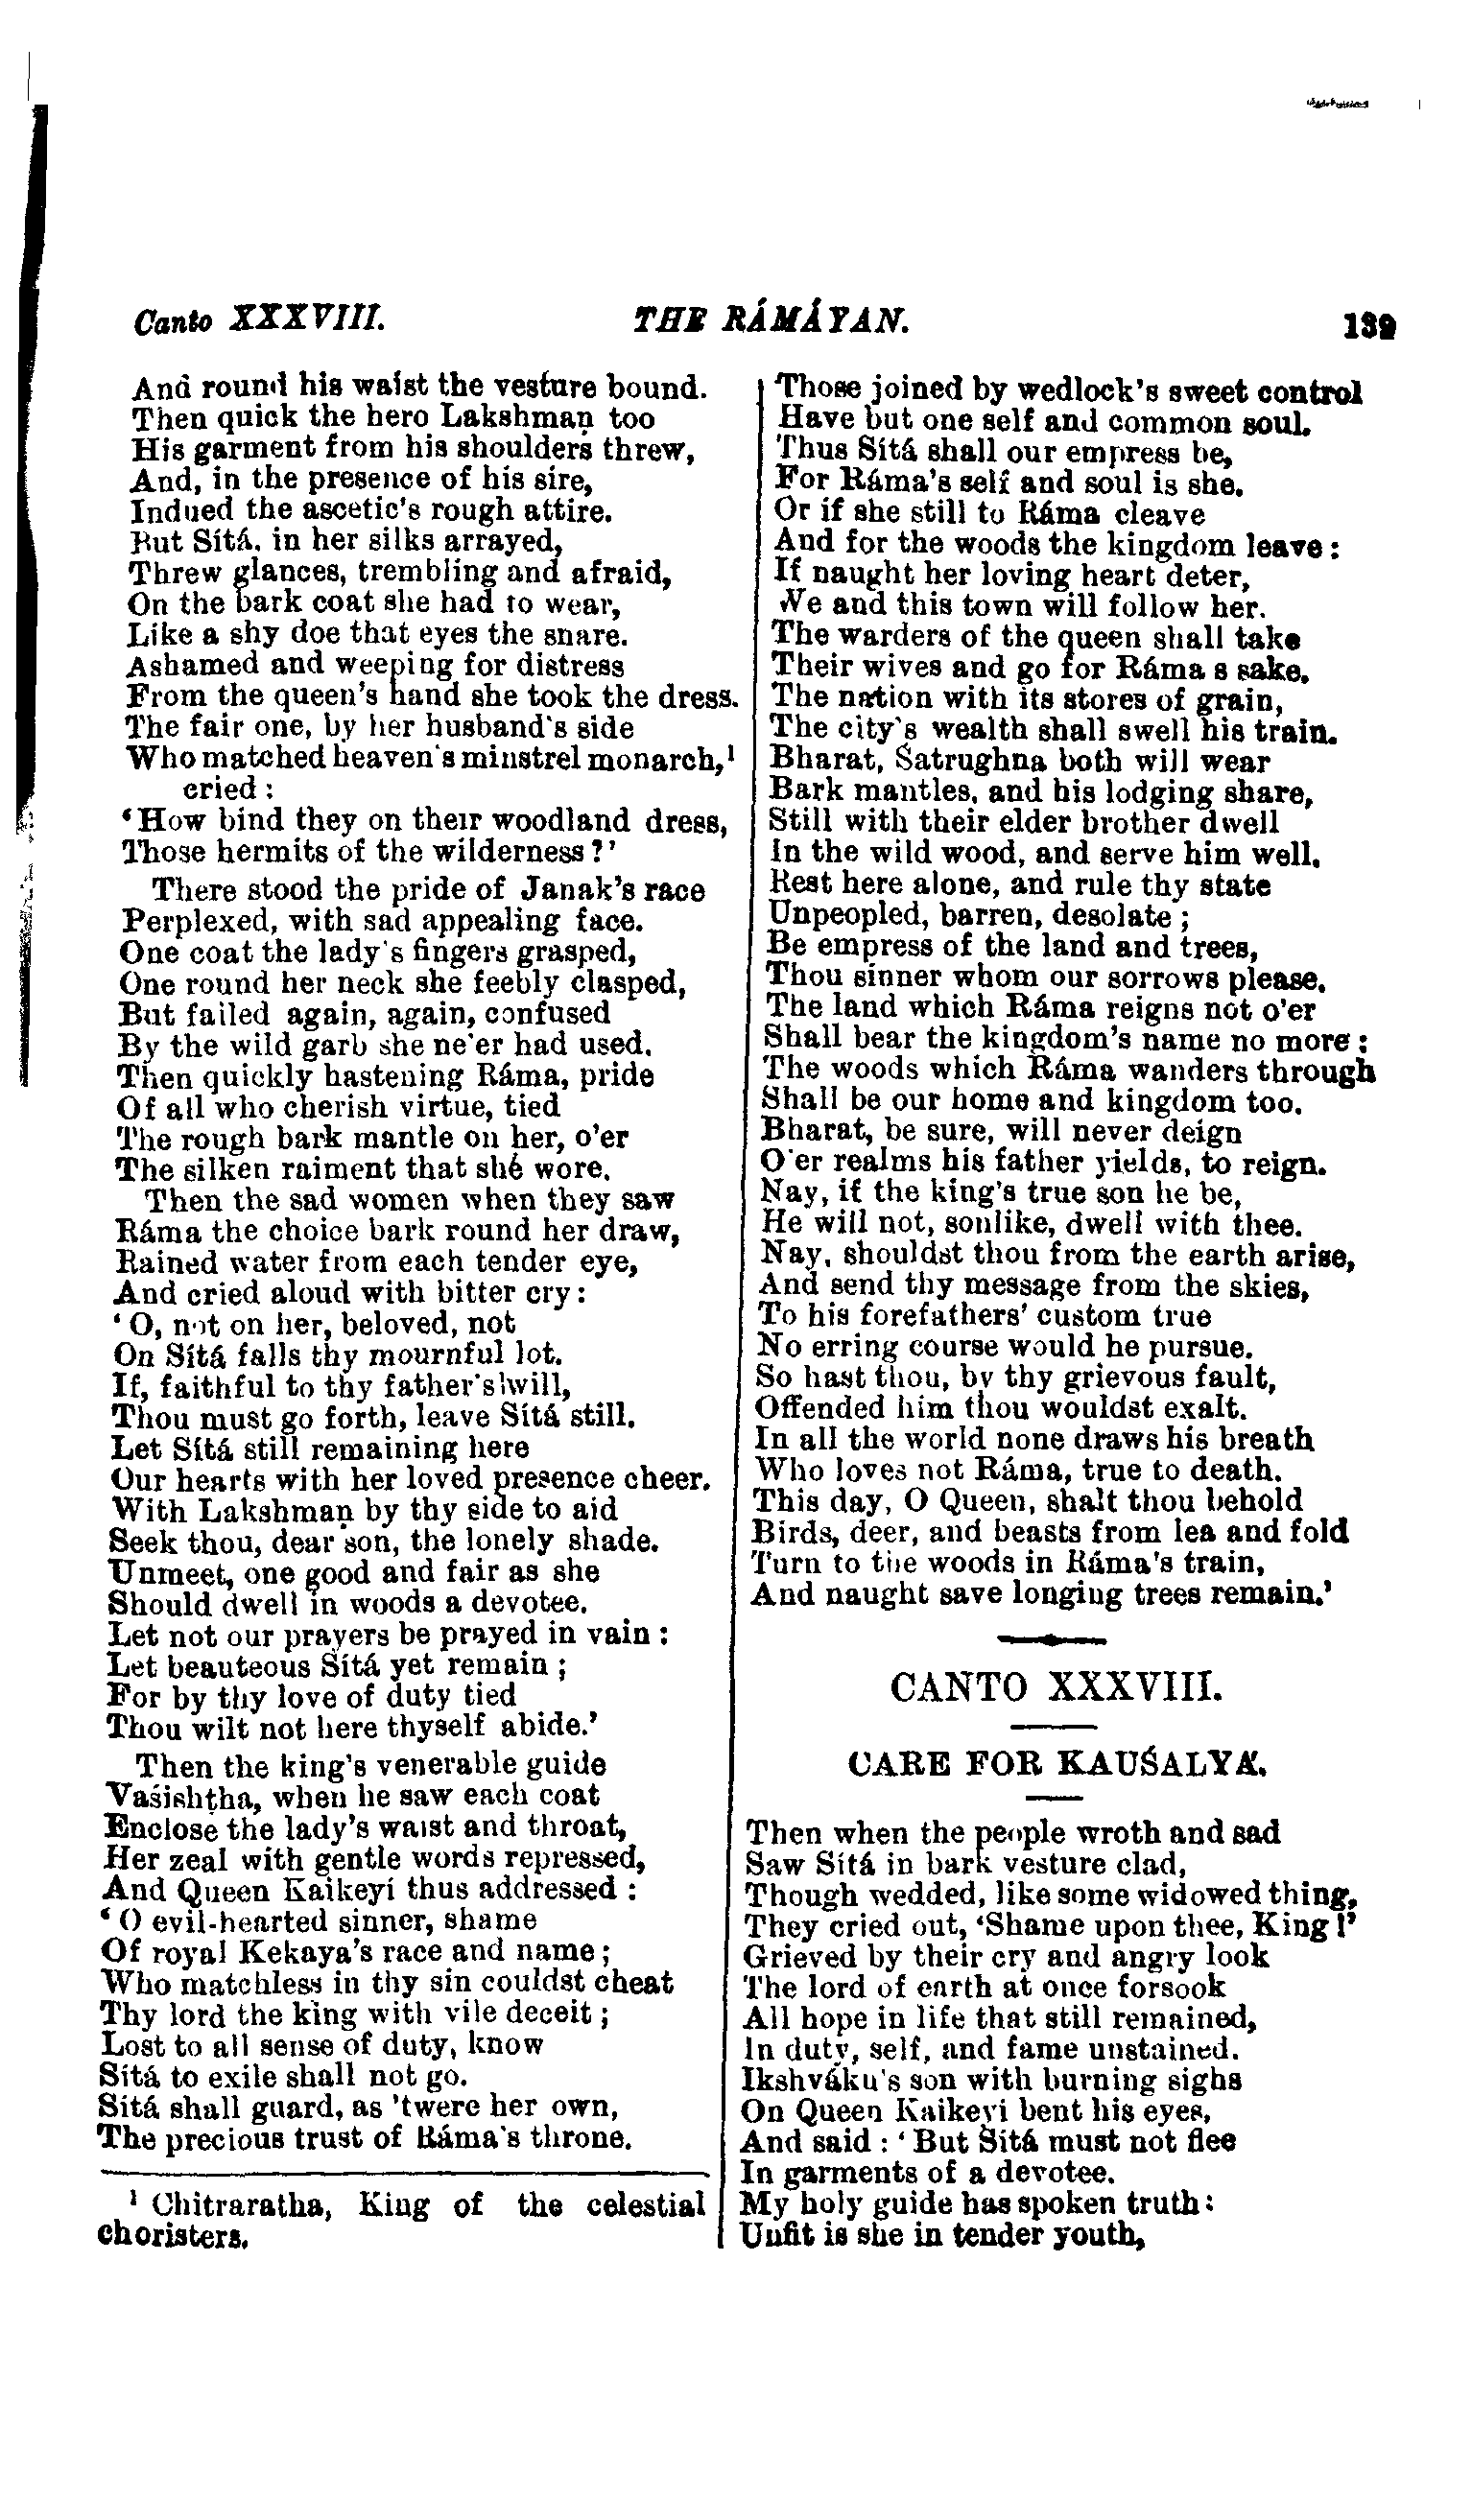 Canto XXXVIII. THE RÁMÁYAN. 139
And round his waist the vesture bound.
Then quick the hero Lakshmaṇ too
His garment from his shoulders threw,
And, in the presence of his sire,
Indued the ascetic's rough attire.
But Sítá, in her silks arrayed,
Threw glances, trembling and afraid,
On the bark coat she had to wear,
Like a shy doe that eyes the snare.
Ashamed and weeping for distress
From the queen's hand she took the dress.
The fair one, by her husband's side
Who matched heaven's minstrel monarch,¹
cried :
‘How bind they on their woodland dress,
Those hermits of the wilderness ?’
There stood the pride of Janak's race
Perplexed, with sad appealing face.
One coat the lady's fingers grasped,
One round her neck she feebly clasped,
But failed again, again, confused
By the wild garb she ne'er had used.
Then quickly hastening Ráma, pride
Of all who cherish virtue, tied
The rough bark mantle on her, o'er
The silken raiment that she wore.
Then the sad women when they saw
Ráma the choice bark round her draw,
Rained water from each tender eye,
And cried aloud with bitter cry :
‘ O, not on her, beloved, not
On Sítá falls thy mournful lot.
If, faithful to thy father's will,
Thou must go forth, leave Sítá still.
Let Sítá still remaining here
Our hearts with her loved presence cheer.
With Lakshmaṇ by thy side to aid
Seek thou, dear son, the lonely shade.
Unmeet, one good and fair as she
Should dwell in woods a devotee.
Let not our prayers be prayed in vain :
Let beauteous Sítá yet remain ;
For by thy love of duty tied
Thou wilt not here thyself abide.’
Then the king's venerable guide
Vaśishṭha, when he saw each coat
Enclose the lady's waist and throat,
Her zeal with gentle words repressed,
And Queen Kaikeyí thus addressed :
‘ O evil-hearted sinner, shame
Of royal Kekaya's race and name ;
Who matchless in thy sin couldst cheat
Thy lord the king with vile deceit ;
Lost to all sense of duty, know
Sítá to exile shall not go.
Sítá shall guard, as 'twere her own,
The precious trust of Ráma's throne.
¹ Chitraratha, King of the celestial
choristers.
Those joined by wedlock's sweet control
Have but one self and common soul.
Thus Sítá shall our empress be,
For Ráma's self and soul is she.
Or if she still to Ráma cleave
And for the woods the kingdom leave :
If naught her loving heart deter,
We and this town will follow her.
The warders of the queen shall take
Their wives and go for Ráma s sake.
The nation with its stores of grain,
The city's wealth shall swell his train.
Bharat, Śatrughna both will wear
Bark mantles, and his lodging share,
Still with their elder brother dwell
In the wild wood, and serve him well.
Rest here alone, and rule thy state
Unpeopled, barren, desolate ;
Be empress of the land and trees,
Thou sinner whom our sorrows please.
The land which Ráma reigns not o'er
Shall bear the kingdom's name no more :
The woods which Ráma wanders through
Shall be our home and kingdom too.
Bharat, be sure, will never deign
O'er realms his father yields, to reign.
Nay, if the king's true son he be,
He will not, sonlike, dwell with thee.
Nay, shouldst thou from the earth arise,
And send thy message from the skies,
To his forefathers' custom true
No erring course would he pursue.
So hast thou, by thy grievous fault,
Offended him thou wouldst exalt.
In all the world none draws his breath
Who loves not Ráma, true to death.
This day, O Queen, shalt thou behold
Birds, deer, and beasts from lea and fold
Turn to the woods in Ráma's train,
And naught save longing trees remain.’
CANTO XXXVIII.
CARE FOR KAUŚALYÁ.
Then when the people wroth and sad
Saw Sítá in bark vesture clad,
Though wedded, like some widowed thing,
They cried out, ‘Shame upon thee, King !’
Grieved by their cry and angry look
The lord of earth at once forsook
All hope in life that still remained,
In duty, self, and fame unstained.
Ikshváku's son with burning sighs
On Queen Kaikeyí bent his eyes,
And said : ‘ But Sítá must not flee
In garments of a devotee.
My holy guide has spoken truth :
Unfit is she in tender youth,